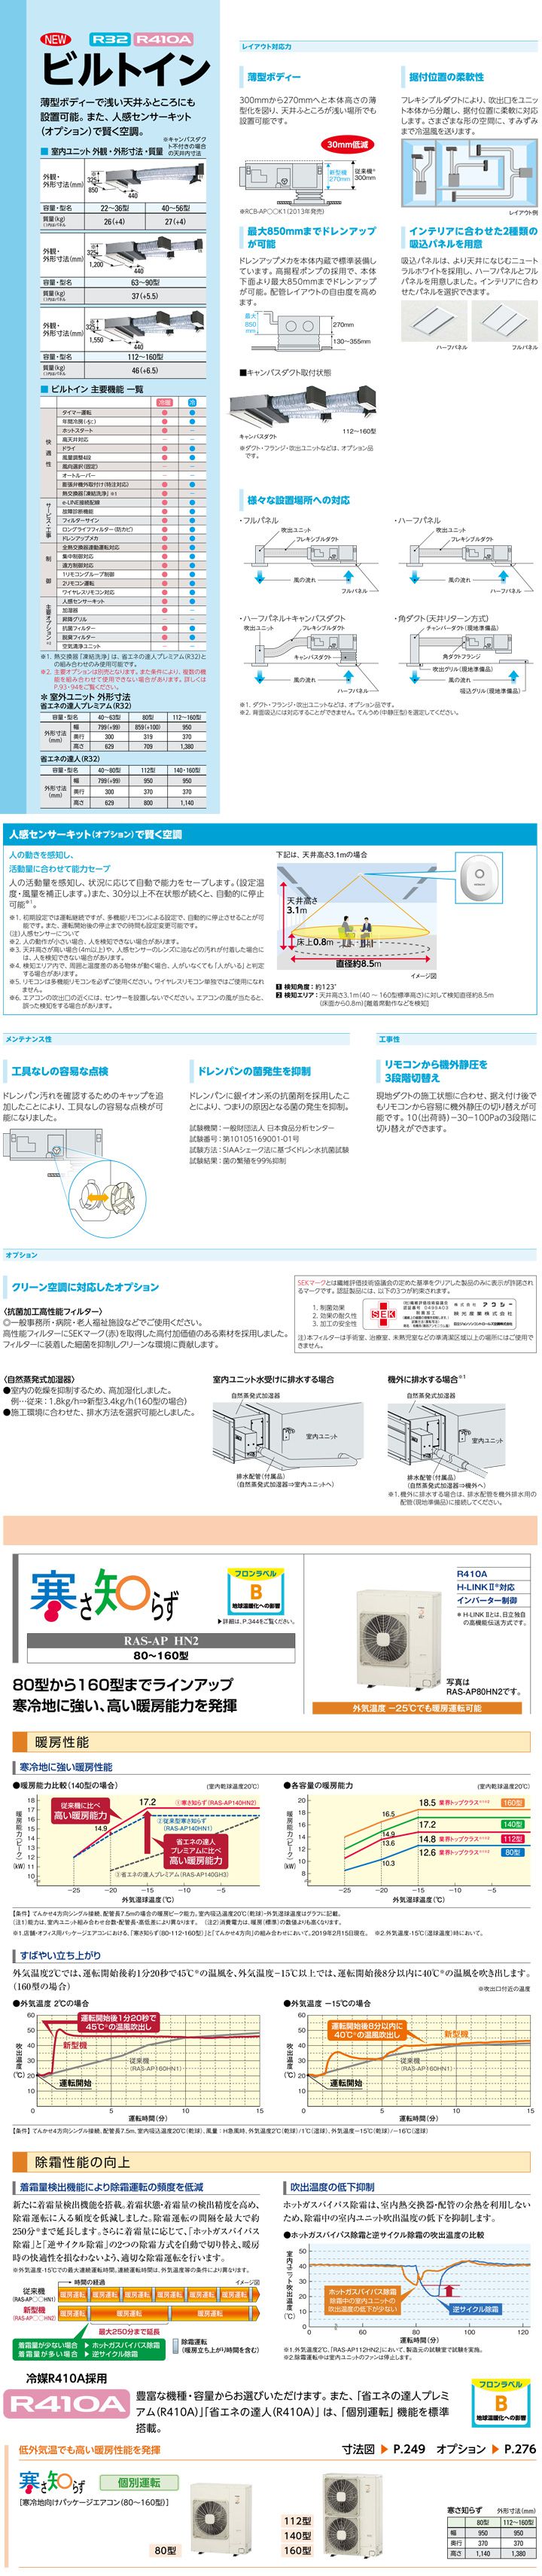 NEW R32 R410A
ビルトイン
薄型ボディーで浅い天井ふところにも
設置可能。また、人感センサーキット
(オプション)で賢く空調。
※キャンバスダクト不付きの場合の天井内寸法
■ 室内ユニット 外観・外形寸法・質量
外観・外形寸法(mm) 325 850 440
容量・型名 22〜36型 40〜56型
質量(kg) 26(+4) 27(+4)
外観・外形寸法(mm) 325 1,200 440
容量・型名 63〜90型
質量(kg) 37(+5.5)
外観・外形寸法(mm) 325 1,550 440
容量・型名 112〜160型
質量(kg) 46(+6.5)
■ ビルトイン 主要機能 一覧
冷暖 冷
快適性
タイマー運転 ● ●
年間冷房 ● ●
ホットスタート ● −
高天井対応 − −
ドライ ● ●
風量調整4段 ● ●
風向選択(固定) − −
オートルーバー − −
サービス・工事
膨張弁機外取付け(特注対応) ● ●
熱交換器「凍結洗浄」※1 ● −
e-LINE接続配線 ● ●
故障診断機能 ● ●
フィルターサイン ● ●
ロングライフフィルター(防カビ) ● ●
ドレンアップメカ ● ●
制御
全熱交換器連動運転対応 ● ●
集中制御対応 ● ●
遠方制御対応 ● ●
1リモコングループ制御 ● ●
2リモコン運転 ● ●
ワイヤレスリモコン対応 ● ●
主要オプション※2
人感センサーキット ● ●
加湿器 ● −
昇降グリル − −
抗菌フィルター ● ●
脱臭フィルター ● ●
空気清浄ユニット − −
※1. 熱交換器「凍結洗浄」は、省エネの達人プレミアム(R32)との組み合わせのみ使用可能です。
※2. 主要オプションは別売となります。また条件により、複数の機能を組み合わせて使用できない場合があります。詳しくはP.93・94をご覧ください。
＊室外ユニット 外形寸法
省エネの達人プレミアム(R32)
容量・型名 40〜63型 80型 112〜160型
外形寸法(mm)
幅 799(+99) 859(+100) 950
奥行 300 319 370
高さ 629 709 1,380
省エネの達人(R32)
容量・型名 40〜80型 112型 140・160型
外形寸法(mm)
幅 799(+99) 950 950
奥行 300 370 370
高さ 629 800 1,140
レイアウト対応力
薄型ボディー
300mmから270mmへと本体高さの薄型化を図り、天井ふところが浅い場所でも設置可能です。
30mm低減
新型機 270mm
従来機※ 300mm
※RCB-AP○○K1(2013年発売)
据付位置の柔軟性
フレキシブルダクトにより、吹出口をユニット本体から分離し、据付位置に柔軟に対応します。さまざまな形の空間に、すみずみまで冷温風を送ります。
レイアウト例
最大850mmまでドレンアップが可能
ドレンアップメカを本体内蔵で標準装備しています。高揚程ポンプの採用で、本体下面より最大850mmまでドレンアップが可能。配管レイアウトの自由度を高めます。
最大 850 mm
270mm
130〜355mm
インテリアに合わせた2種類の吸込パネルを用意
吸込パネルは、より天井になじむニュートラルホワイトを採用し、ハーフパネルとフルパネルを用意しました。インテリアに合わせたパネルを選択できます。
ハーフパネル フルパネル
■キャンバスダクト取付状態
キャンバスダクト
112〜160型
※ダクト・フランジ・吹出ユニットなどは、オプション品です。
様々な設置場所への対応
・フルパネル
吹出ユニット
フレキシブルダクト
風の流れ
フルパネル
・ハーフパネル
吹出ユニット
フレキシブルダクト
風の流れ
ハーフパネル
・ハーフパネル+キャンバスダクト
吹出ユニット フレキシブルダクト
キャンバスダクト
風の流れ
ハーフパネル
・角ダクト(天井リターン方式)
チャンバーダクト(現地準備品)
角ダクトフランジ
吹出グリル(現地準備品)
風の流れ
吸込グリル(現地準備品)
※1. ダクト・フランジ・吹出ユニットなどは、オプション品です。
※2. 背面吸込には対応することができません。てんうめ(中静圧型)を選定してください。
人感センサーキット(オプション)で賢く空調
人の動きを感知し、
活動量に合わせて能力セーブ
人の活動量を感知し、状況に応じて自動で能力をセーブします。(設定温度・風量を補正します。)また、30分以上不在状態が続くと、自動的に停止可能※1。
※1. 初期設定では運転継続ですが、多機能リモコンによる設定で、自動的に停止させることが可能です。また、運転開始後の停止までの時間も設定変更可能です。
(注)人感センサーについて
※2. 人の動きが小さい場合、人を検知できない場合があります。
※3. 天井高さが高い場合(4m以上)や、人感センサーのレンズに油などの汚れが付着した場合には、人を検知できない場合があります。
※4. 検知エリア内で、周囲と温度差のある物体が動く場合、人がいなくても「人がいる」と判定する場合があります。
※5. リモコンは多機能リモコンを必ずご使用ください。ワイヤレスリモコン単独ではご使用になれません。
※6. エアコンの吹出口の近くには、センサーを設置しないでください。エアコンの風が当たると、誤った検知をする場合があります。
下記は、天井高さ3.1mの場合
天井高さ 3.1m
床上0.8m
直径約8.5m
イメージ図
1 検知角度：約123°
2 検知エリア：天井高さ3.1m(40〜160型標準高さ)に対して検知直径約8.5m
(床面から0.8m)[離着席動作などを検知]
メンテナンス性
工具なしの容易な点検
ドレンパン汚れを確認するためのキャップを追加したことにより、工具なしの容易な点検が可能になりました。
ドレンパンの菌発生を抑制
ドレンパンに銀イオン系の抗菌剤を採用したことにより、つまりの原因となる菌の発生を抑制。
試験機関：一般財団法人 日本食品分析センター
試験番号：第10105169001-01号
試験方法：SIAAシェーク法に基づくドレン水抗菌試験
試験結果：菌の繁殖を99%抑制
工事性
リモコンから機外静圧を3段階切替え
現地ダクトの施工状態に合わせ、据え付け後でもリモコンから容易に機外静圧の切り替えが可能です。10(出荷時)−30−100Paの3段階に切り替えができます。
オプション
クリーン空調に対応したオプション
〈抗菌加工高性能フィルター〉
◎一般事務所・病院・老人福祉施設などでご使用ください。
高性能フィルターにSEKマーク(赤)を取得した高付加価値のある素材を採用しました。
フィルターに装着した細菌を抑制しクリーンな環境に貢献します。
SEKマークとは繊維評価技術協議会の定めた基準をクリアした製品のみに表示が許諾されるマークです。認証製品には、以下の3つが約束されます。
1. 制菌効果
2. 効果の耐久性
3. 加工の安全性
SEK
注)本フィルターは手術室、治療室、未熟児室などの準清潔区域以上の場所にはご使用できません。
〈自然蒸発式加湿器〉
●室内の乾燥を抑制するため、高加湿化しました。
例…従来：1.8kg/h⇒新型3.4kg/h(160型の場合)
●施工環境に合わせた、排水方法を選択可能としました。
室内ユニット水受けに排水する場合
自然蒸発式加湿器
室内ユニット
排水配管(付属品)
(自然蒸発式加湿器⇒室内ユニットへ)
機外に排水する場合※1
自然蒸発式加湿器
室内ユニット
排水配管(付属品)
(自然蒸発式加湿器⇒機外へ)
※1. 機外に排水する場合は、排水配管を機外排水用の配管(現地準備品)に接続してください。
寒さ知らず
RAS-AP HN2
80〜160型
フロンラベル
B
地球温暖化への影響
▶詳細は、P.344をご覧ください。
R410A
H-LINKⅡ※対応
インバーター制御
※ H-LINKⅡとは、日立独自の高機能伝送方式です。
写真はRAS-AP80HN2です。
80型から160型までラインアップ
寒冷地に強い、高い暖房能力を発揮
外気温度 −25℃でも暖房運転可能
暖房性能
寒冷地に強い暖房性能
●暖房能力比較(140型の場合) (室内乾球温度20℃)
暖房能力(ピーク)(kW)
18 17 16 15 14 13 12 11 10
従来機に比べ 高い暖房能力
17.2
①寒さ知らず(RAS-AP140HN2)
②従来型寒さ知らず(RAS-AP140HN1)
14.9
省エネの達人プレミアムに比べ 高い暖房能力
③省エネの達人プレミアム(RAS-AP140GH3)
−25 −20 −15 −10 −5
外気湿球温度(℃)
●各容量の暖房能力 (室内乾球温度20℃)
暖房能力(ピーク)(kW)
20 18 16 14 12 10 8
16.5 14.9 13.6 10.3
18.5 業界トップクラス 160型
17.2 140型
14.8 業界トップクラス 112型
12.6 業界トップクラス 80型
−25 −20 −15 −10 −5
外気湿球温度(℃)
【条件】てんかせ4方向シングル接続、配管長7.5mの場合の暖房ピーク能力。室内吸込温度20℃(乾球)・外気湿球温度はグラフに記載。
(注1)能力は、室内ユニット組み合わせ台数・配管長・高低差により異なります。 (注2)消費電力は、暖房(標準)の数値よりも高くなります。
※1.店舗・オフィス用パッケージエアコンにおける、「寒さ知らず(80・112・160型)」と「てんかせ4方向」の組み合わせにおいて。2019年2月15日現在。 ※2.外気温度-15℃(湿球温度)時において。
すばやい立ち上がり
外気温度2℃では、運転開始後約1分20秒で45℃※の温風を、外気温度−15℃以上では、運転開始後8分以内に40℃※の温風を吹き出します。
(160型の場合)
※吹出口付近の温度
●外気温度 2℃の場合
吹出温度(℃)
60 50 40 30 20 10
運転開始後1分20秒で45℃※の温風吹出し
新型機
従来機 (RAS-AP160HN1)
運転開始
0 5 10 15
運転時間(分)
●外気温度 −15℃の場合
吹出温度(℃)
60 50 40 30 20 10
運転開始後8分以内に40℃※の温風吹出し
新型機
従来機 (RAS-AP160HN1)
運転開始
0 5 10 15
運転時間(分)
【条件】てんかせ4方向シングル接続、配管長7.5m、室内吸込温度20℃(乾球)、風量：H急風時、外気温度2℃(乾球)/1℃(湿球)、外気温度−15℃(乾球)/−16℃(湿球)
除霜性能の向上
着霜量検出機能により除霜運転の頻度を低減
新たに着霜量検出機能を搭載。着霜状態・着霜量の検出精度を高め、除霜運転に入る頻度を低減しました。除霜運転の間隔を最大で約250分※まで延長します。さらに着霜量に応じて、「ホットガスバイパス除霜」と「逆サイクル除霜」の2つの除霜方式を自動で切り替え、暖房時の快適性を損なわないよう、適切な除霜運転を行います。
※外気温度-15℃での最大連続運転時間。連続運転時間は、外気温度等の条件により異なります。
時間の経過 イメージ図
従来機 (RAS-AP○○HN1) 暖房運転 暖房運転 暖房運転 暖房運転 暖房運転 暖房運転
新型機 (RAS-AP○○HN2) 暖房運転 暖房運転 暖房運転
最大250分まで延長
着霜量が少ない場合 ▶ ホットガスバイパス除霜
着霜量が多い場合 ▶ 逆サイクル除霜
除霜運転 (暖房立ち上がり時間を含む)
吹出温度の低下抑制
ホットガスバイパス除霜は、室内熱交換器・配管の余熱を利用しないため、除霜中の室内ユニット吹出温度の低下を抑制します。
●ホットガスバイパス除霜と逆サイクル除霜の吹出温度の比較
室内ユニット吹出温度(℃)
50 40 30 20 10 0
ホットガスバイパス除霜 除霜中の室内ユニットの吹出温度の低下が少ない
逆サイクル除霜
0 60 80 100 120
運転時間(分)
※1.外気温度2℃、「RAS-AP112HN2」において、製造元の試験室で試験を実施。
※2.除霜運転中は室内ユニットのファンは停止します。
冷媒R410A採用
R410A
豊富な機種・容量からお選びいただけます。また、「省エネの達人プレミアム(R410A)」「省エネの達人(R410A)」は、「個別運転」機能を標準搭載。
フロンラベル
B
地球温暖化への影響
低外気温でも高い暖房性能を発揮
寸法図 ▶ P.249 オプション ▶ P.276
寒さ知らず 個別運転
[寒冷地向けパッケージエアコン(80〜160型)]
80型
112型
140型
160型
寒さ知らず 外形寸法(mm)
80型 112〜160型
幅 950 950
奥行 370 370
高さ 1,140 1,380